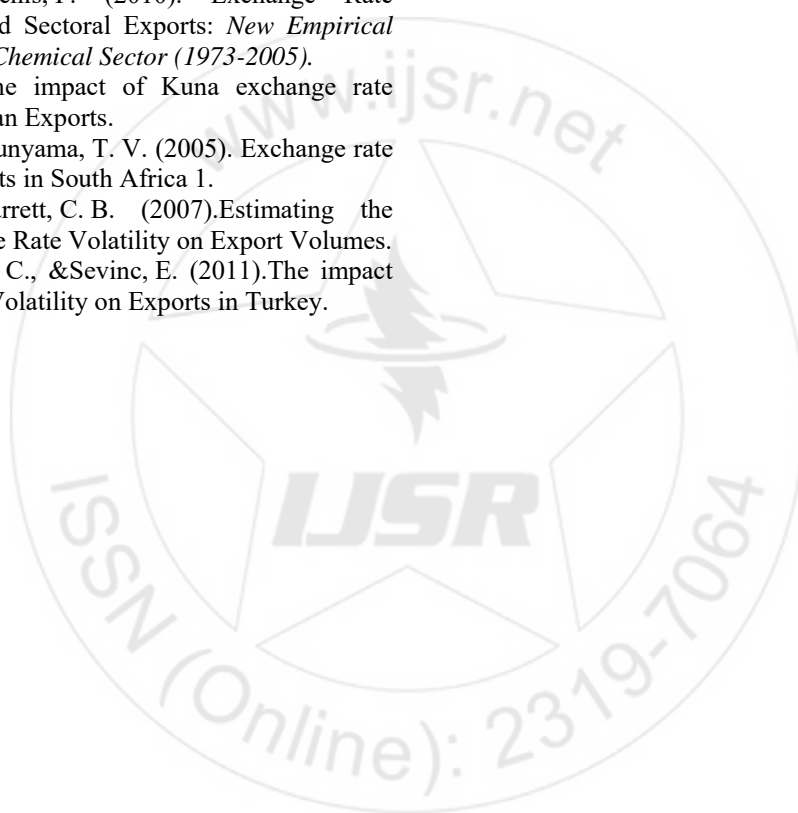 (2010). Exchange Rate
d Sectoral Exports: New Empirical
Chemical Sector (1973-2005).
he impact of Kuna exchange rate
an Exports.
unyama, T. V. (2005). Exchange rate
ts in South Africa 1.
rrett, C. B. (2007).Estimating the
e Rate Volatility on Export Volumes.
C., &Sevinc, E. (2011).The impact
Volatility on Exports in Turkey.
www.ijsr.net
IJSR
ISSN (Online): 2319-7064